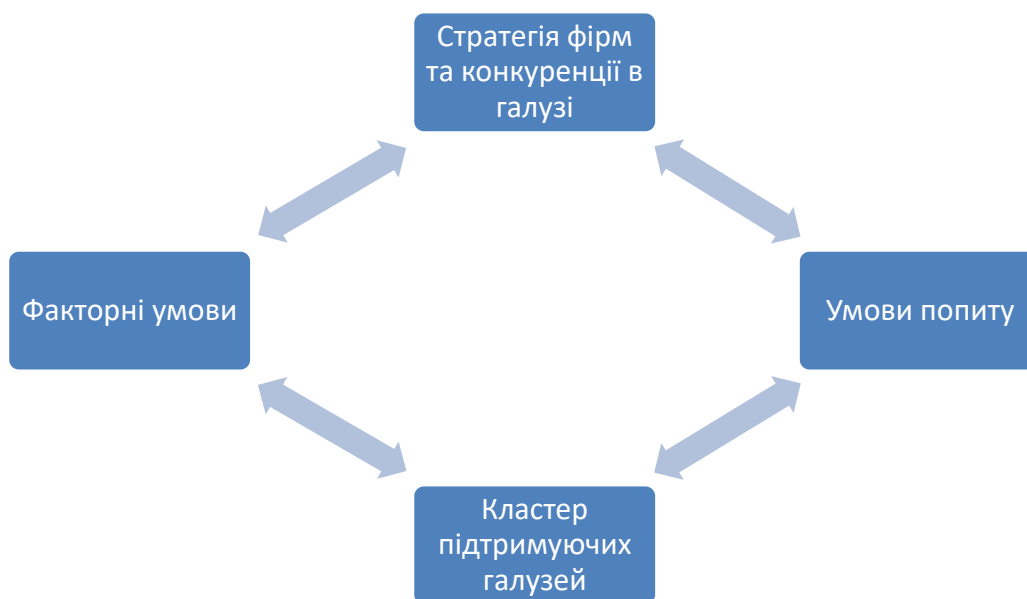 Стратегія фірм
та конкуренції в
галузі
Факторні умови
Умови попиту
Кластер
підтримуючих
галузей